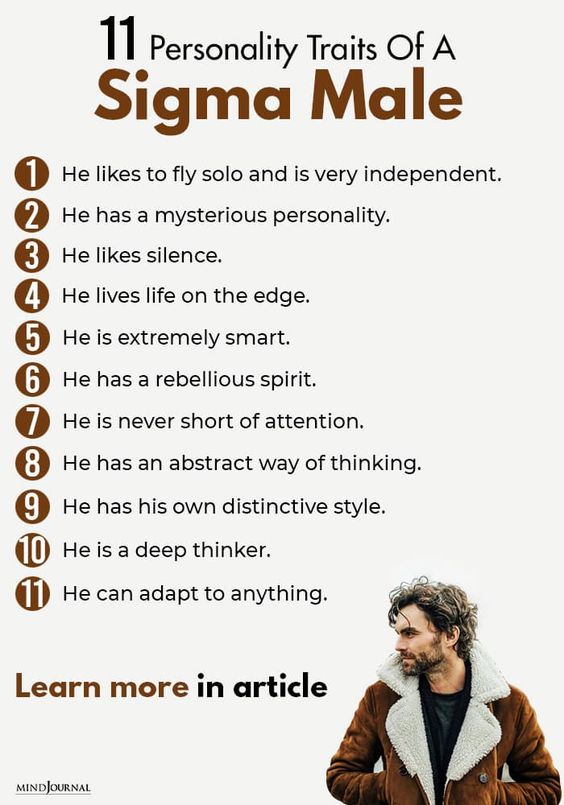 11 Personality Traits Of A
Sigma Male
1 He likes to fly solo and is very independent.
2 He has a mysterious personality.
3 He likes silence.
4 He lives life on the edge.
5 He is extremely smart.
6 He has a rebellious spirit.
7 He is never short of attention.
8 He has an abstract way of thinking.
9 He has his own distinctive style.
10 He is a deep thinker.
11 He can adapt to anything.
Learn more in article
MINDJOURNAL